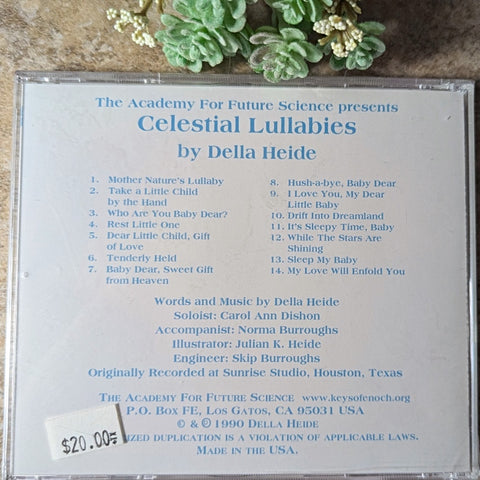 The Academy For Future Science presents
Celestial Lullabies
by Della Heide
1. Mother Nature's Lullaby
2. Take a Little Child
by the Hand
3. Who Are You Baby Dear?
4. Rest Little One
5. Dear Little Child, Gift
of Love
6. Tenderly Held
7. Baby Dear, Sweet Gift
from Heaven
8. Hush-a-bye, Baby Dear
9. I Love You, My Dear
Little Baby
10. Drift Into Dreamland
11. It's Sleepy Time, Baby
12. While The Stars Are
Shining
13. Sleep My Baby
14. My Love Will Enfold You
Words and Music by Della Heide
Soloist: Carol Ann Dishon
Accompanist: Norma Burroughs
Illustrator: Julian K. Heide
Engineer: Skip Burroughs
Originally Recorded at Sunrise Studio, Houston, Texas
THE ACADEMY FOR FUTURE SCIENCE www.keysofenoch.org
P.O. BOX FE, LOS GATOS, CA 95031 USA
© & ℗ 1990 DELLA HEIDE
IZED DUPLICATION IS A VIOLATION OF APPLICABLE LAWS.
MADE IN THE USA.
$20.00